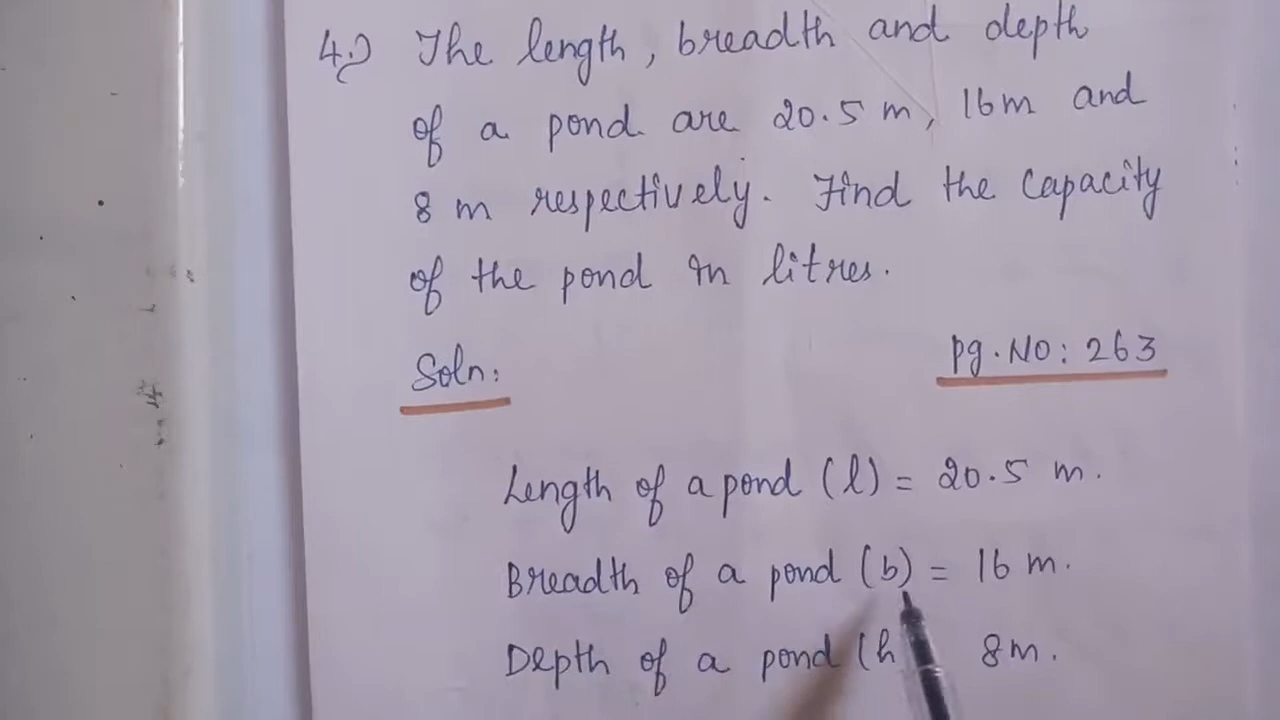 4.) The length, breadth and depth
of a pond are 20.5 m, 16m and
8 m respectively. Find the capacity
of the pond in litres.
Soln:
Pg. No: 263
Length of a pond (l) = 20.5 m.
Breadth of a pond (b) = 16 m.
Depth of a pond (h 8m.